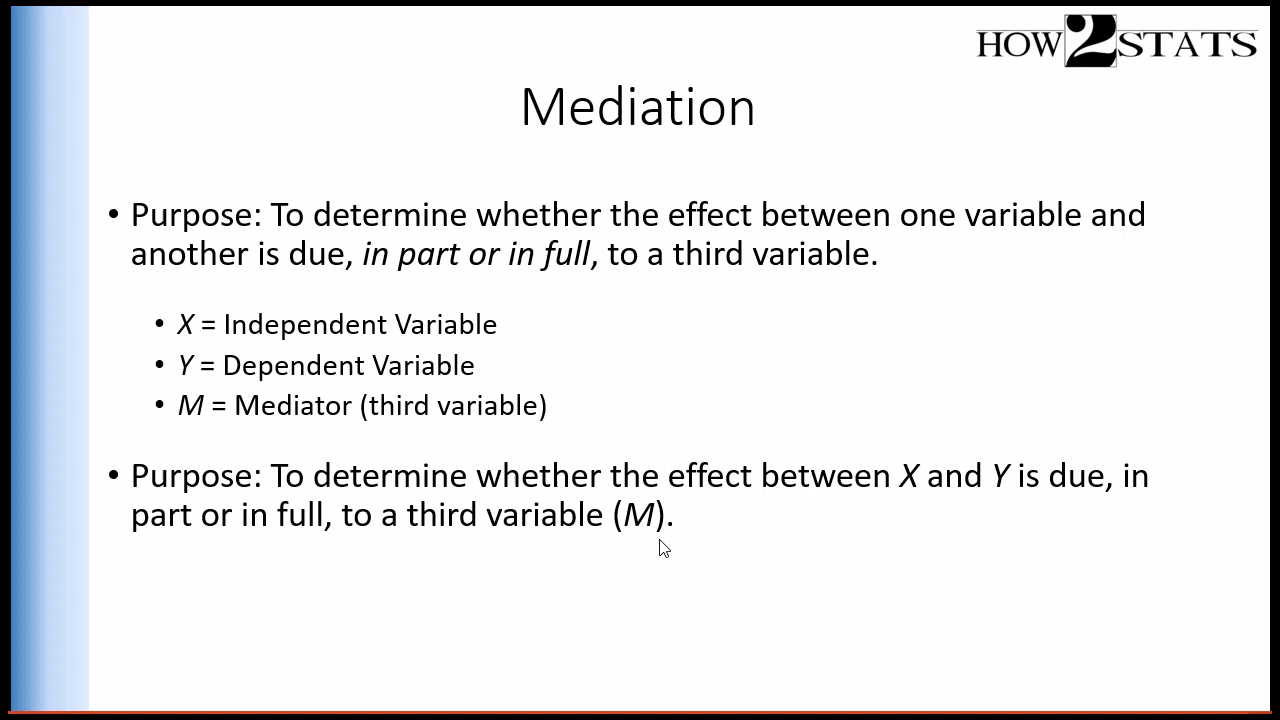 HOW2STATS
Mediation
• Purpose: To determine whether the effect between one variable and
another is due, in part or in full, to a third variable.
• X = Independent Variable
• Y = Dependent Variable
• M = Mediator (third variable)
• Purpose: To determine whether the effect between X and Y is due, in
part or in full, to a third variable (M).